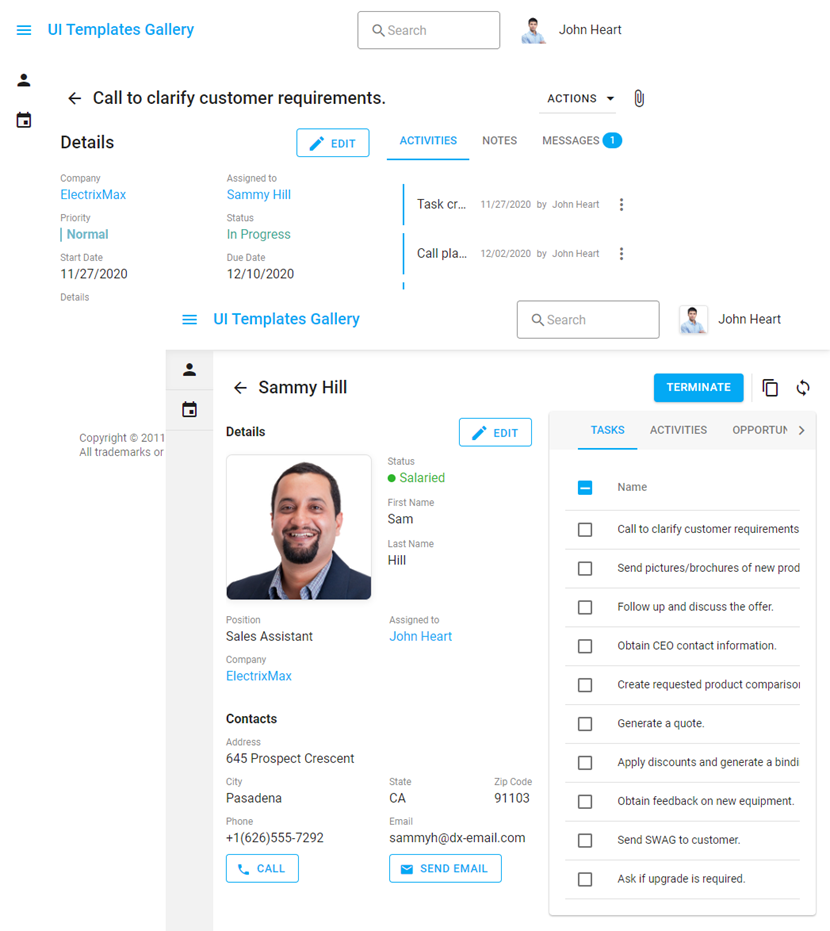 UI Templates Gallery
Search
John Heart
Call to clarify customer requirements.
ACTIONS
Details
EDIT
ACTIVITIES
NOTES
MESSAGES 1
Company
ElectrixMax
Assigned to
Sammy Hill
Priority
Normal
Status
In Progress
Start Date
11/27/2020
Due Date
12/10/2020
Details
Task cr... 11/27/2020 by John Heart
Call pla... 12/02/2020 by John Heart
Copyright © 2011
All trademarks or
UI Templates Gallery
Search
John Heart
Sammy Hill
TERMINATE
Details
EDIT
Status
Salaried
First Name
Sam
Last Name
Hill
Position
Sales Assistant
Assigned to
John Heart
Company
ElectrixMax
Contacts
Address
645 Prospect Crescent
City
Pasadena
State
CA
Zip Code
91103
Phone
+1(626)555-7292
Email
sammyh@dx-email.com
CALL
SEND EMAIL
TASKS
ACTIVITIES
OPPORTUN
Name
Call to clarify customer requirements
Send pictures/brochures of new prod
Follow up and discuss the offer.
Obtain CEO contact information.
Create requested product comparison
Generate a quote.
Apply discounts and generate a bindi
Obtain feedback on new equipment.
Send SWAG to customer.
Ask if upgrade is required.